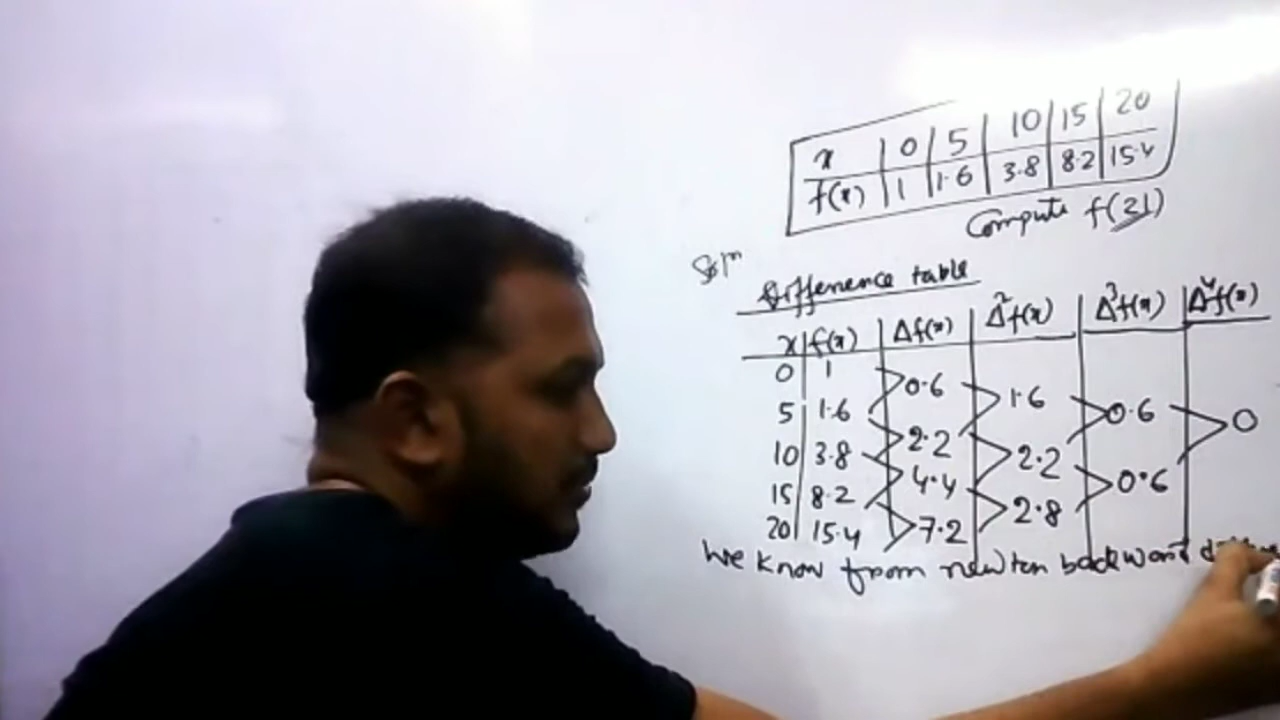 x | 0 | 5 | 10 | 15 | 20
f(x) | 1 | 1.6 | 3.8 | 8.2 | 15.4
Compute f(21)
Solⁿ
Difference table
x | f(x) | Δf(x) | Δ²f(x) | Δ³f(x) | Δ⁴f(x)
0 | 1
0.6
5 | 1.6
1.6
2.2
0.6
10 | 3.8
2.2
0
4.4
0.6
15 | 8.2
2.8
7.2
20 | 15.4
We know from newton backward